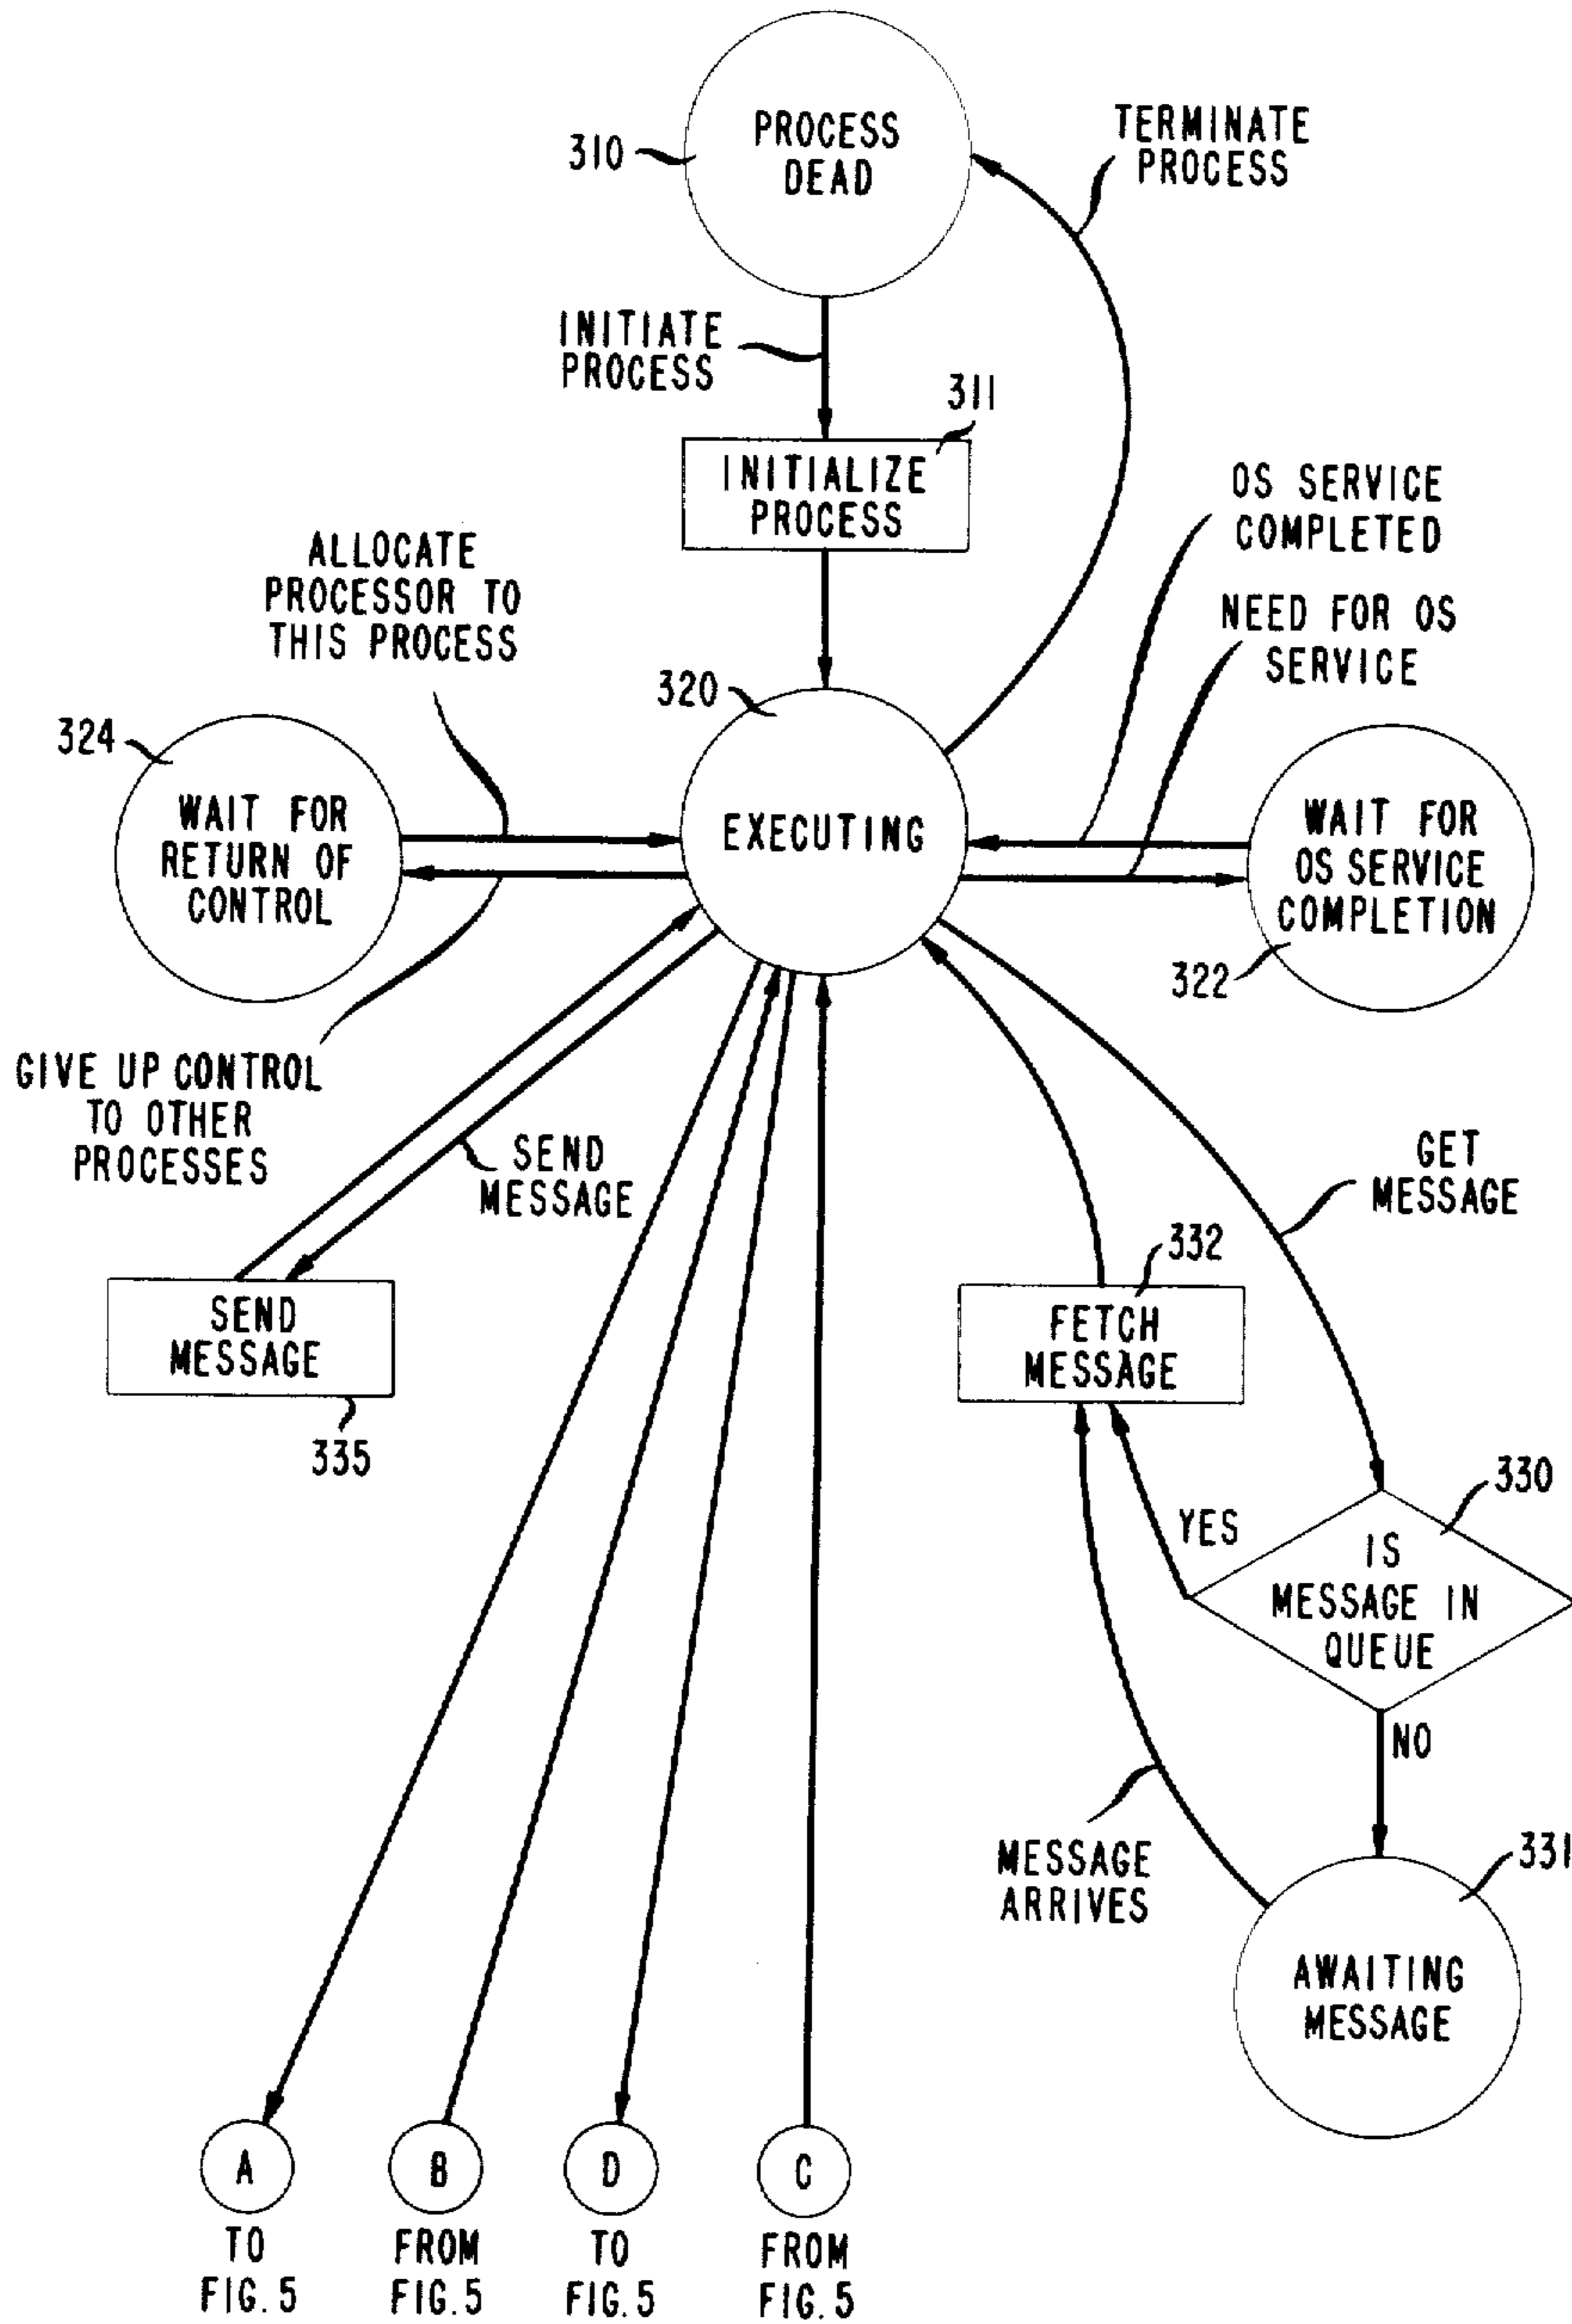 PROCESS
DEAD
310
TERMINATE
PROCESS
INITIATE
PROCESS
311
INITIALIZE
PROCESS
OS SERVICE
COMPLETED
ALLOCATE
PROCESSOR TO
THIS PROCESS
NEED FOR OS
SERVICE
320
324
WAIT FOR
RETURN OF
CONTROL
EXECUTING
WAIT FOR
OS SERVICE
COMPLETION
322
GIVE UP CONTROL
TO OTHER
PROCESSES
SEND
MESSAGE
GET
MESSAGE
332
SEND
MESSAGE
335
FETCH
MESSAGE
330
YES
IS
MESSAGE IN
QUEUE
NO
MESSAGE
ARRIVES
331
AWAITING
MESSAGE
A
B
D
C
TO
FIG. 5
FROM
FIG. 5
TO
FIG. 5
FROM
FIG. 5